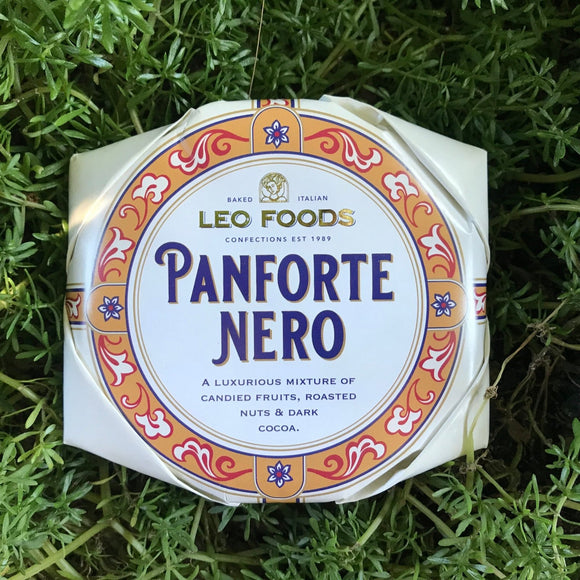 BAKED ITALIAN
LEO FOODS
CONFECTIONS EST 1989
PANFORTE
NERO
A LUXURIOUS MIXTURE OF
CANDIED FRUITS, ROASTED
NUTS & DARK
COCOA.